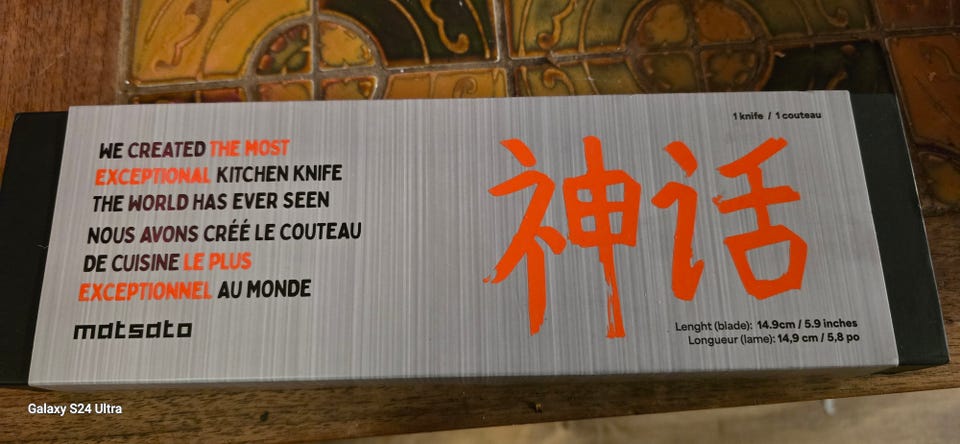 1 knife / 1 couteau
WE CREATED THE MOST
EXCEPTIONAL KITCHEN KNIFE
THE WORLD HAS EVER SEEN
NOUS AVONS CRÉÉ LE COUTEAU
DE CUISINE LE PLUS
EXCEPTIONNEL AU MONDE
matsato
神话
Lenght (blade): 14.9cm / 5.9 inches
Longueur (lame): 14,9 cm / 5,8 po
Galaxy S24 Ultra